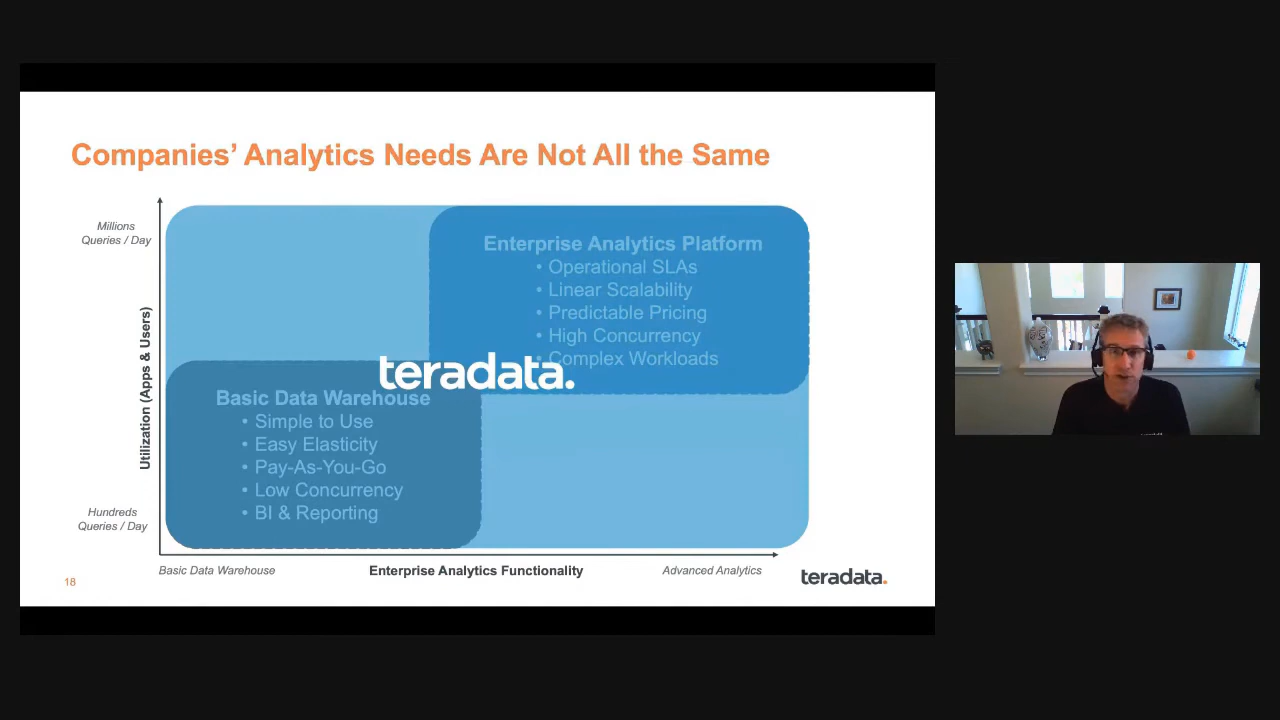 Companies’ Analytics Needs Are Not All the Same
Millions
Queries / Day
Enterprise Analytics Platform
• Operational SLAs
• Linear Scalability
• Predictable Pricing
• High Concurrency
• Complex Workloads
teradata.
Utilization (Apps & Users)
Basic Data Warehouse
• Simple to Use
• Easy Elasticity
• Pay-As-You-Go
• Low Concurrency
• BI & Reporting
Hundreds
Queries / Day
Basic Data Warehouse
Enterprise Analytics Functionality
Advanced Analytics
18
teradata.